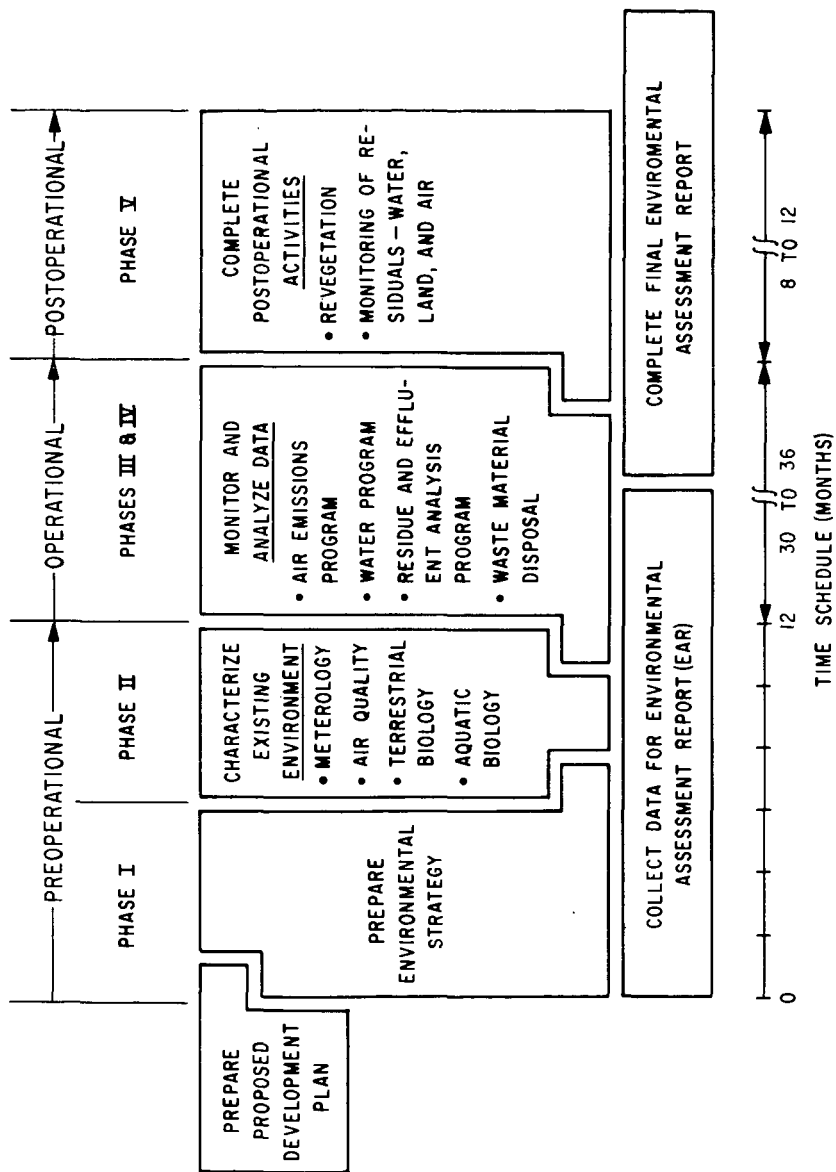 PREOPERATIONAL
OPERATIONAL
POSTOPERATIONAL
PHASE I
PHASE II
PHASES III & IV
PHASE V
PREPARE
PROPOSED
DEVELOPMENT
PLAN
PREPARE
ENVIRONMENTAL
STRATEGY
CHARACTERIZE
EXISTING
ENVIRONMENT
• METEROLOGY
• AIR QUALITY
• TERRESTRIAL
BIOLOGY
• AQUATIC
BIOLOGY
MONITOR AND
ANALYZE DATA
• AIR EMISSIONS
PROGRAM
• WATER PROGRAM
• RESIDUE AND EFFLU-
ENT ANALYSIS
PROGRAM
• WASTE MATERIAL
DISPOSAL
COMPLETE
POSTOPERATIONAL
ACTIVITIES
• REVEGETATION
• MONITORING OF RE-
SIDUALS – WATER,
LAND, AND AIR
COLLECT DATA FOR ENVIRONMENTAL
ASSESSMENT REPORT (EAR)
COMPLETE FINAL ENVIROMENTAL
ASSESSMENT REPORT
0 12 30 TO 36 8 TO 12
TIME SCHEDULE (MONTHS)